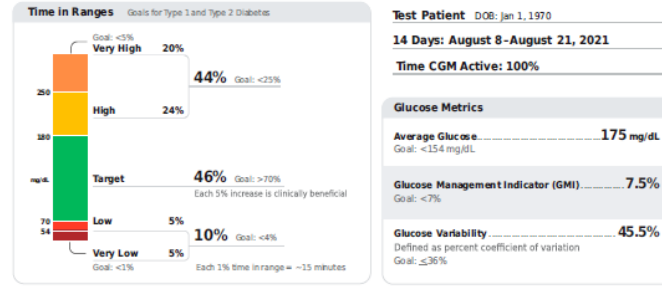 Time in Ranges Goals for Type 1 and Type 2 Diabetes
Goal: <5%
Very High 20%
44% Goal: <25%
250
High 24%
180
mg/dL
Target 46% Goal: >70%
Each 5% increase is clinically beneficial
70
Low 5%
54
10% Goal: <4%
Very Low 5%
Goal: <1%
Each 1% time in range = ~15 minutes
Test Patient DOB: Jan 1, 1970
14 Days: August 8–August 21, 2021
Time CGM Active: 100%
Glucose Metrics
Average Glucose 175 mg/dL
Goal: <154 mg/dL
Glucose Management Indicator (GMI) 7.5%
Goal: <7%
Glucose Variability 45.5%
Defined as percent coefficient of variation
Goal: ≤36%